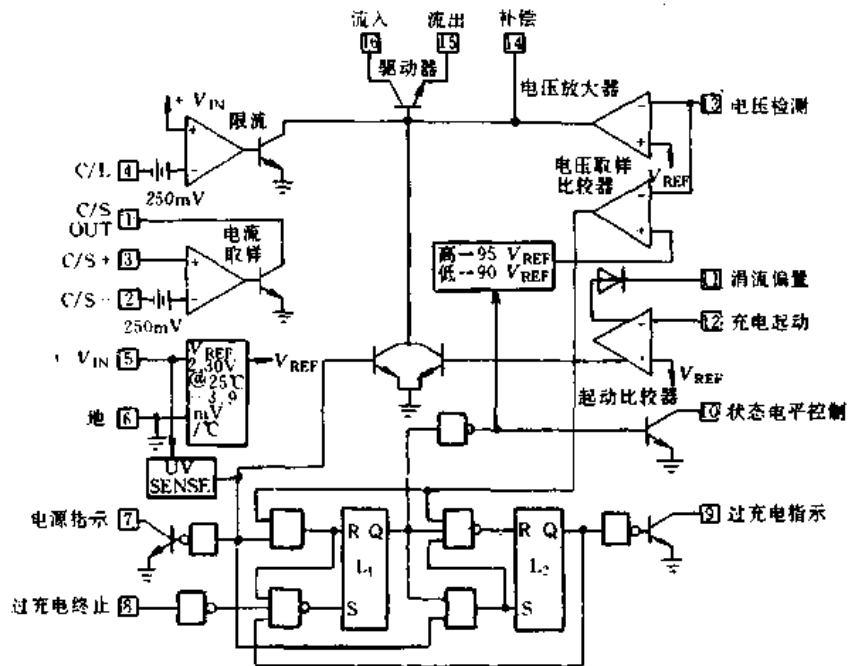 流入 流出 补偿
16 15 14
驱动器
+ VIN
限流
电压放大器
13 电压检测
C/L 4
250mV
VREF
电压取样
比较器
C/S
OUT 1
电流
取样
C/S + 3
C/S - 2
250mV
高—95 VREF
低—90 VREF
11 涓流偏置
12 充电起动
VREF
起动比较器
VIN 5
VREF
2.30V
@25℃
-3.9
mV
/℃
VREF
地 6
10 状态电平控制
UV
SENSE
电源指示 7
R Q
L1
S
R Q
L2
S
9 过充电指示
过充电终止 8